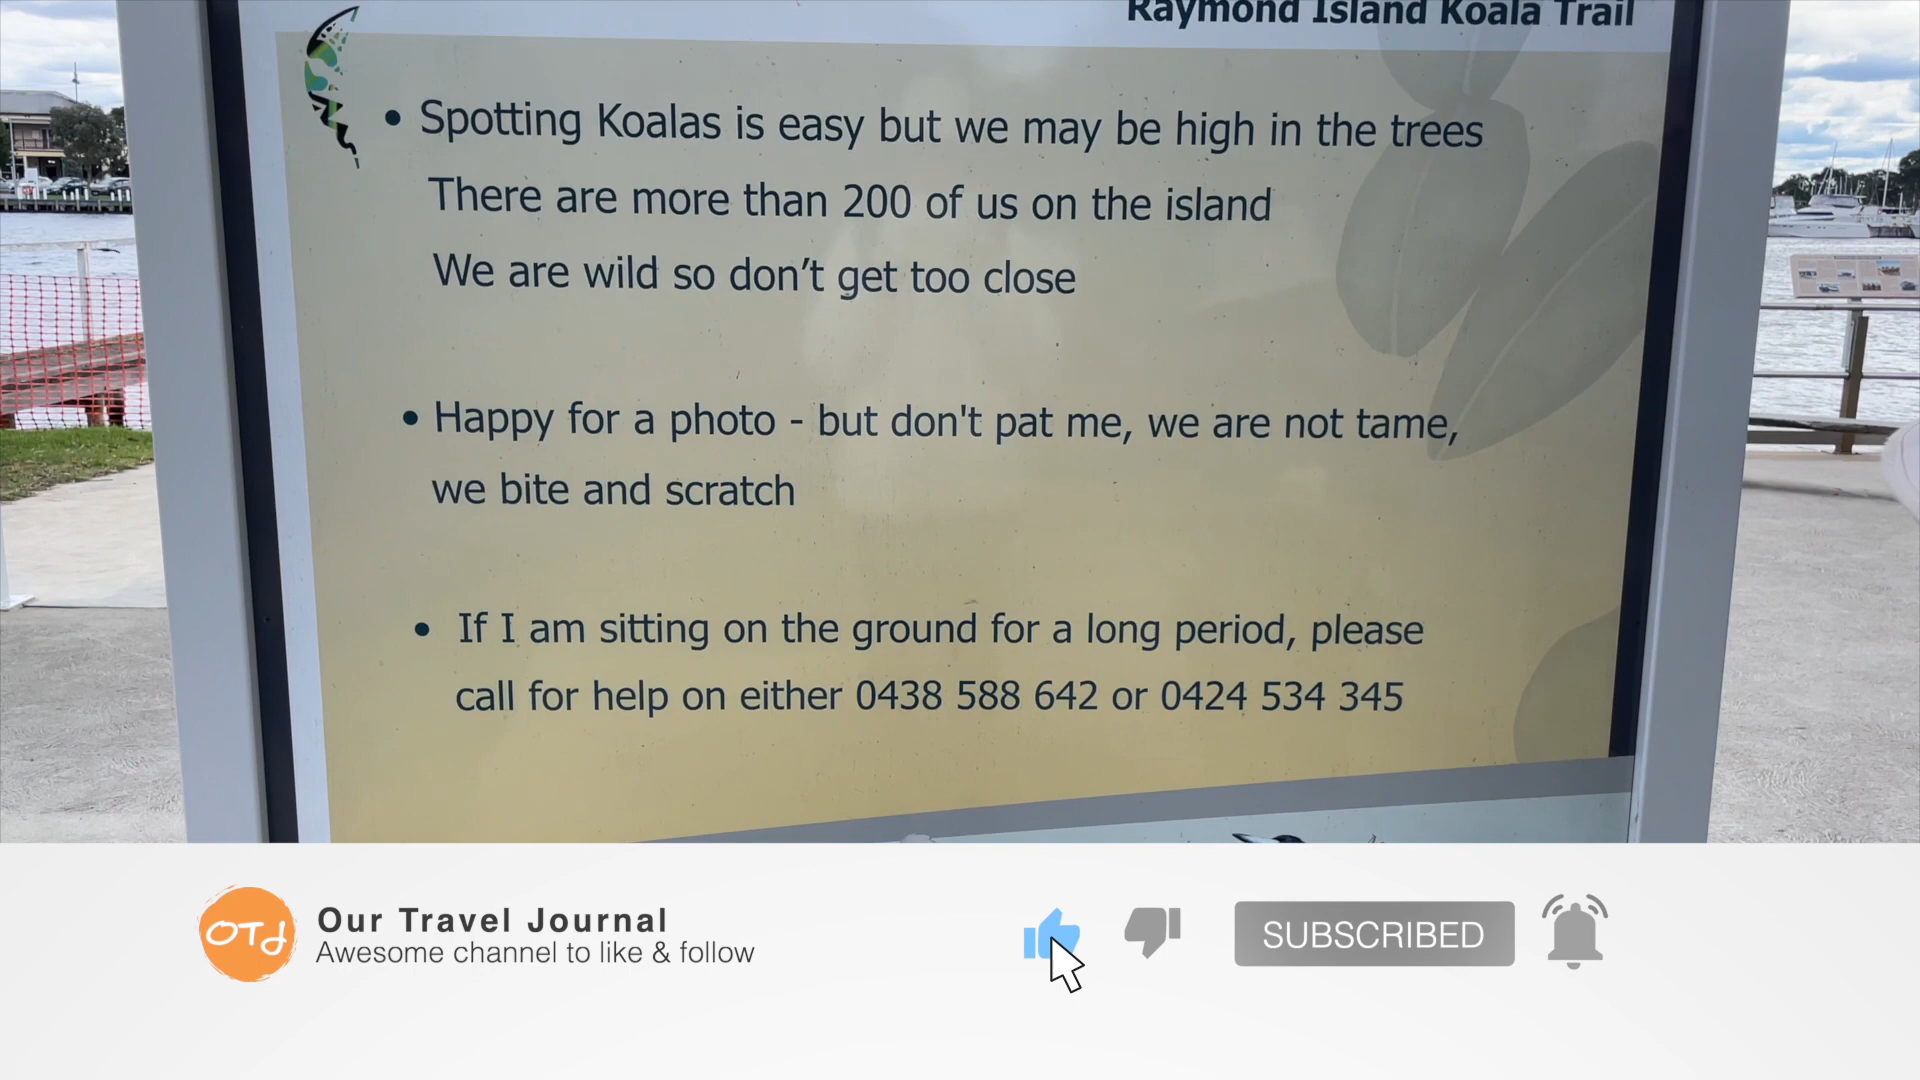 Raymond Island Koala Trail
• Spotting Koalas is easy but we may be high in the trees
There are more than 200 of us on the island
We are wild so don't get too close
• Happy for a photo - but don't pat me, we are not tame,
we bite and scratch
• If I am sitting on the ground for a long period, please
call for help on either 0438 588 642 or 0424 534 345
OTJ
Our Travel Journal
Awesome channel to like & follow
SUBSCRIBED